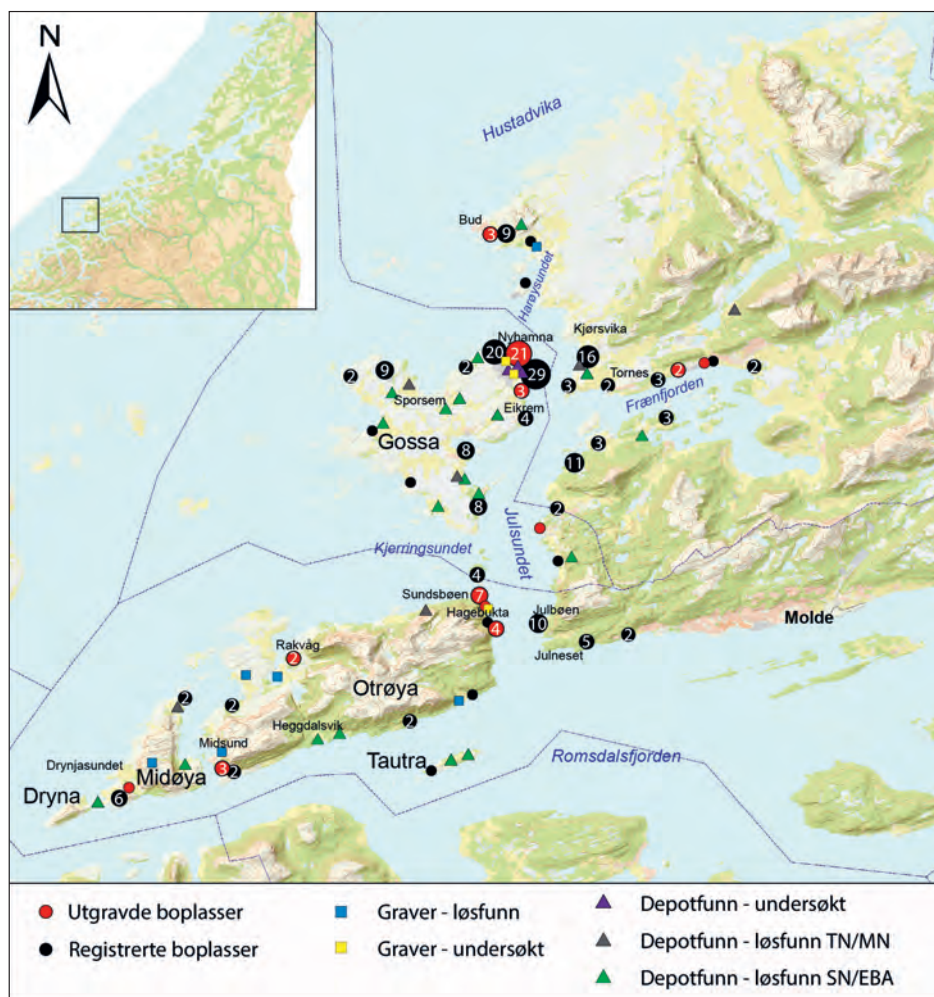 N
Hustadvika
Bud
3
9
Harøysundet
Nyhamna
Kjørsvika
20
21
16
29
2
9
2
3
2
3
Tornes
2
2
Frænfjorden
Sporsem
3
Eikrem
4
3
3
Gossa
8
11
8
2
Julsundet
Kjerringsundet
4
Sundsbøen
7
Hagebukta
4
Julbøen
10
Molde
5
2
Julneset
Rakvåg
2
Otrøya
2
2
Heggdalsvik
2
Midsund
3
2
Drynjasundet
Midøya
Dryna
6
Tautra
Romsdalsfjorden
Utgravde boplasser
Registrerte boplasser
Graver - løsfunn
Graver - undersøkt
Depotfunn - undersøkt
Depotfunn - løsfunn TN/MN
Depotfunn - løsfunn SN/EBA